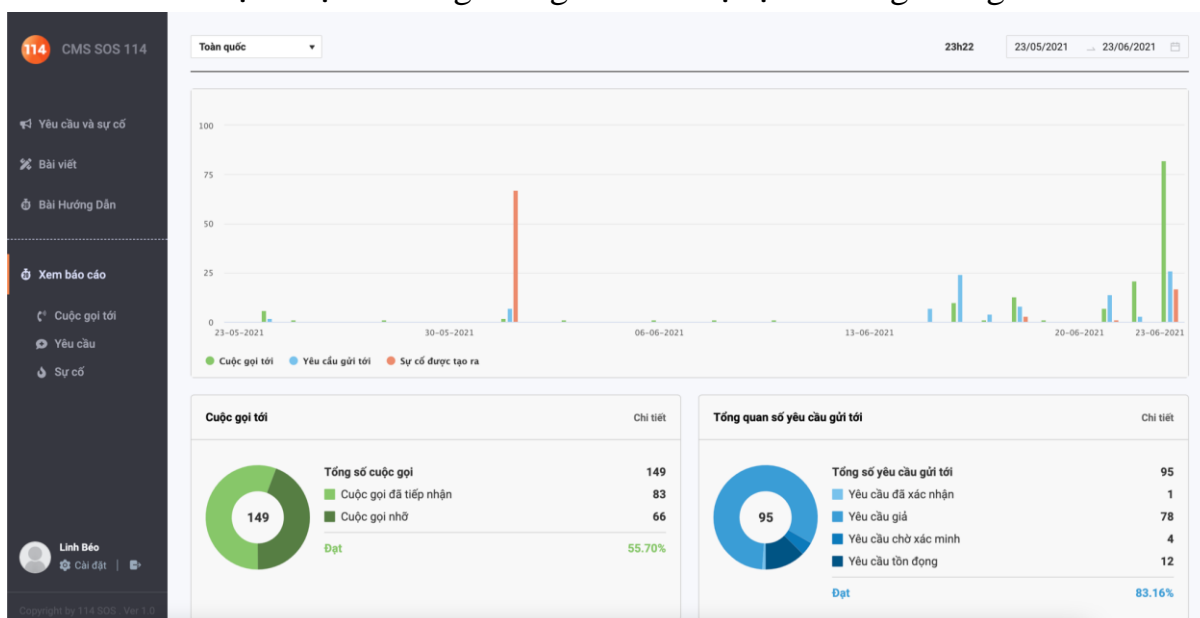 114 CMS SOS 114
Toàn quốc
23h22 23/05/2021 → 23/06/2021
Yêu cầu và sự cố
Bài viết
Bài Hướng Dẫn
Xem báo cáo
Cuộc gọi tới
Yêu cầu
Sự cố
100
75
50
25
0
23-05-2021 30-05-2021 06-06-2021 13-06-2021 20-06-2021 23-06-2021
Cuộc gọi tới Yêu cầu gửi tới Sự cố được tạo ra
Cuộc gọi tới Chi tiết
149
Tổng số cuộc gọi 149
Cuộc gọi đã tiếp nhận 83
Cuộc gọi nhỡ 66
Đạt 55.70%
Tổng quan số yêu cầu gửi tới Chi tiết
95
Tổng số yêu cầu gửi tới 95
Yêu cầu đã xác nhận 1
Yêu cầu giả 78
Yêu cầu chờ xác minh 4
Yêu cầu tồn đọng 12
Đạt 83.16%
Linh Béo
Cài đặt |
Copyright by 114 SOS . Ver 1.0